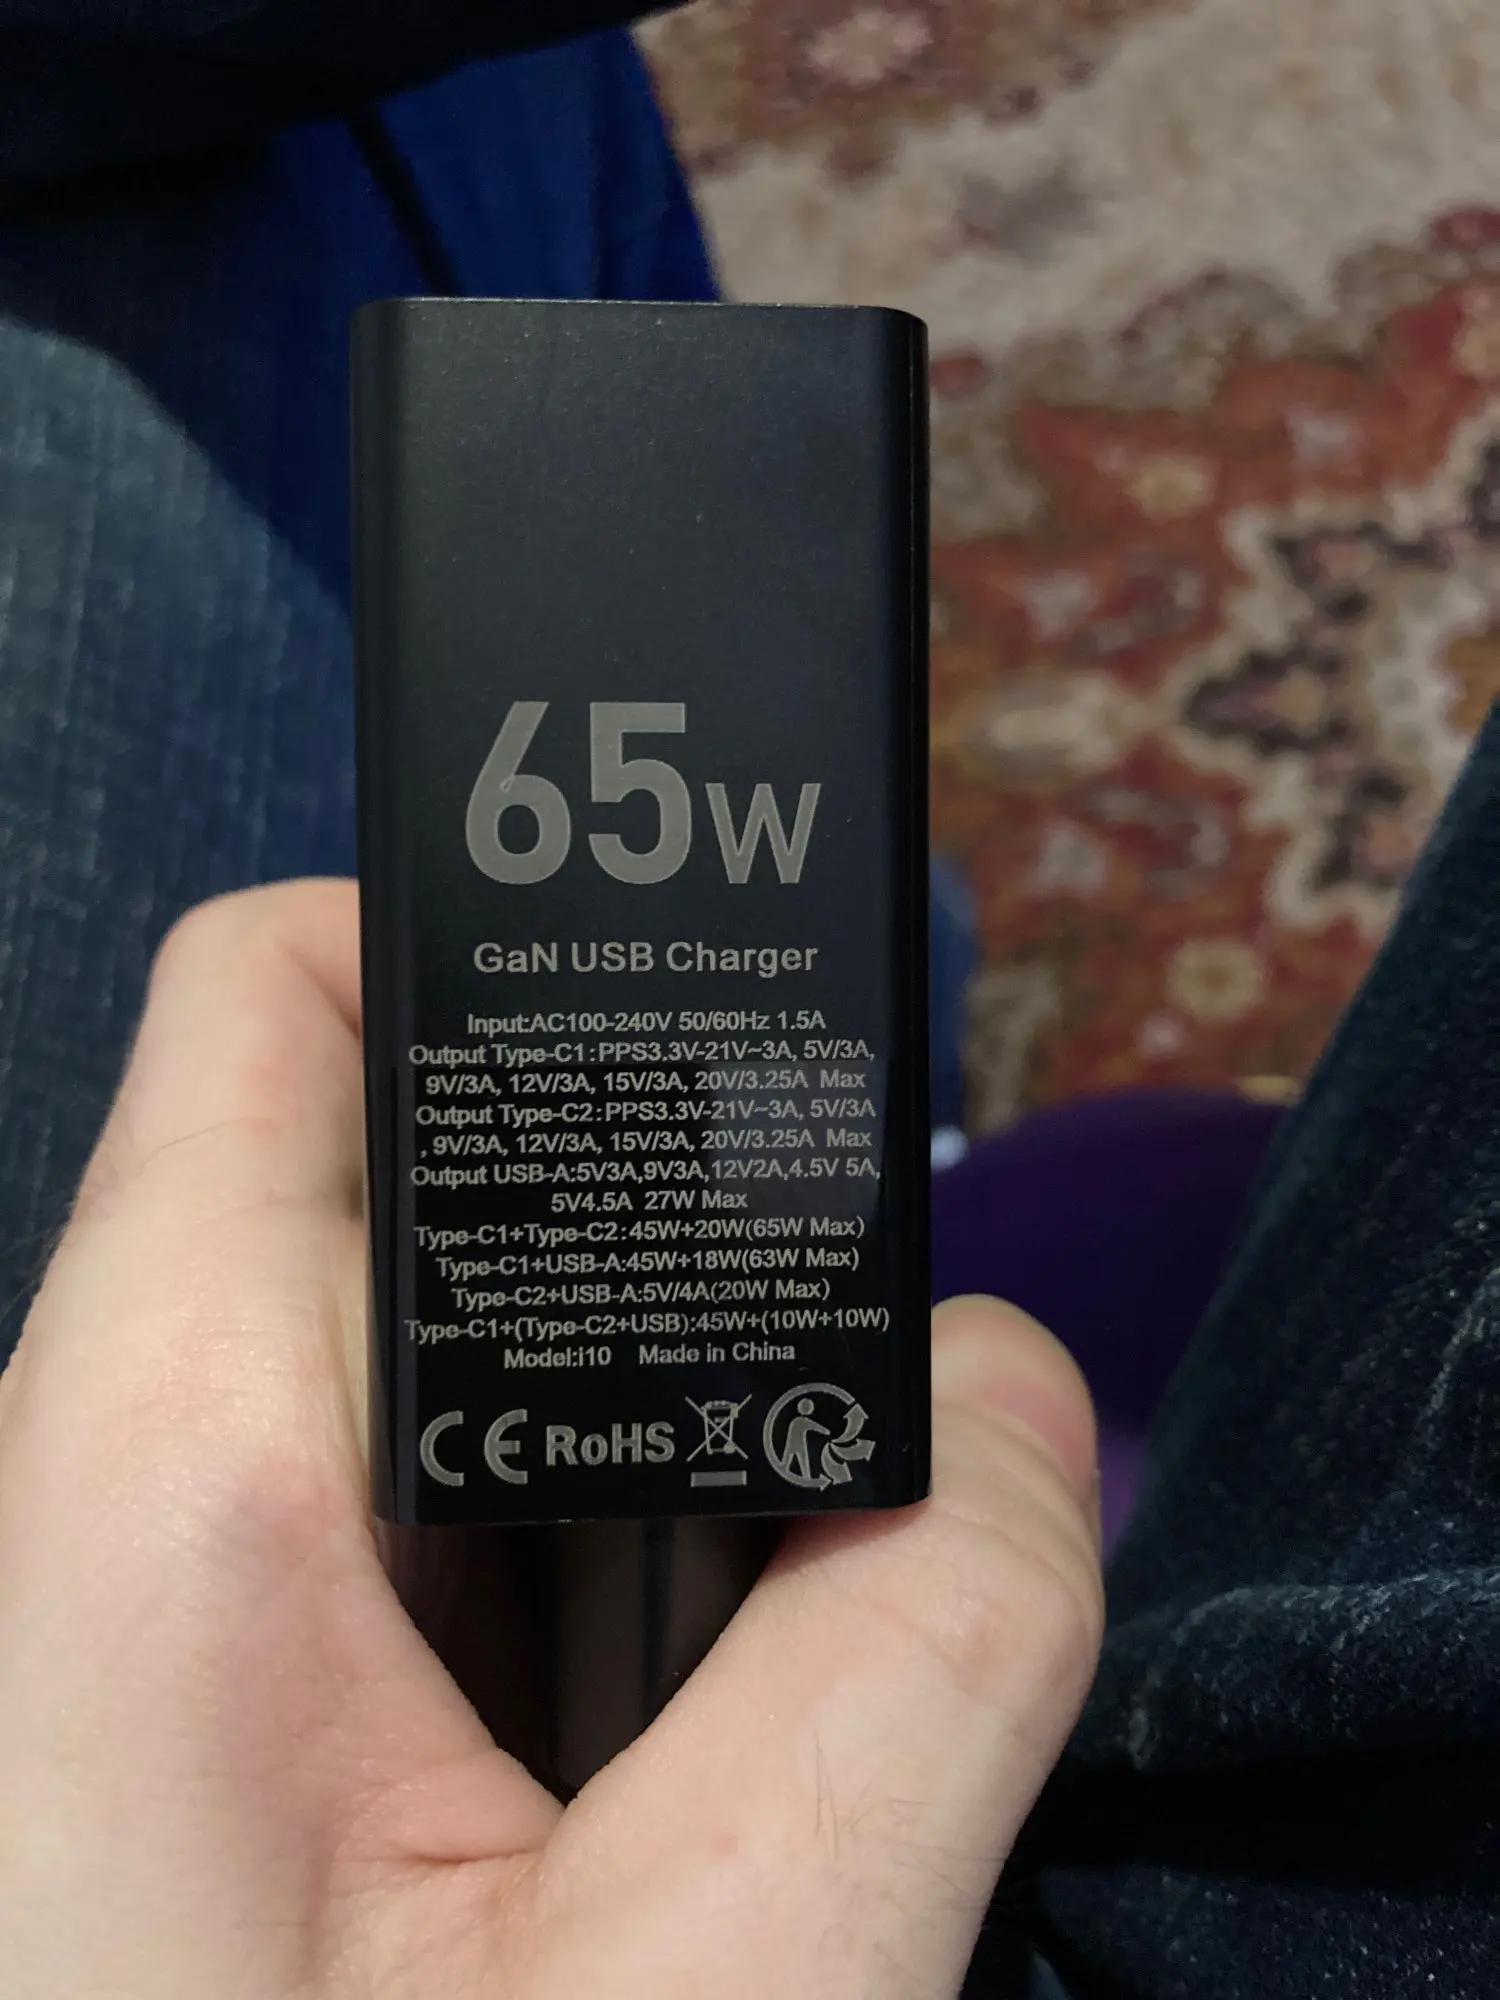 65W
GaN USB Charger
Input:AC100-240V 50/60Hz 1.5A
Output Type-C1:PPS3.3V-21V~3A, 5V/3A,
9V/3A, 12V/3A, 15V/3A, 20V/3.25A Max
Output Type-C2:PPS3.3V-21V~3A, 5V/3A
, 9V/3A, 12V/3A, 15V/3A, 20V/3.25A Max
Output USB-A:5V3A,9V3A,12V2A,4.5V 5A,
5V4.5A 27W Max
Type-C1+Type-C2:45W+20W(65W Max)
Type-C1+USB-A:45W+18W(63W Max)
Type-C2+USB-A:5V/4A(20W Max)
Type-C1+(Type-C2+USB):45W+(10W+10W)
Model:i10 Made in China
CE RoHS